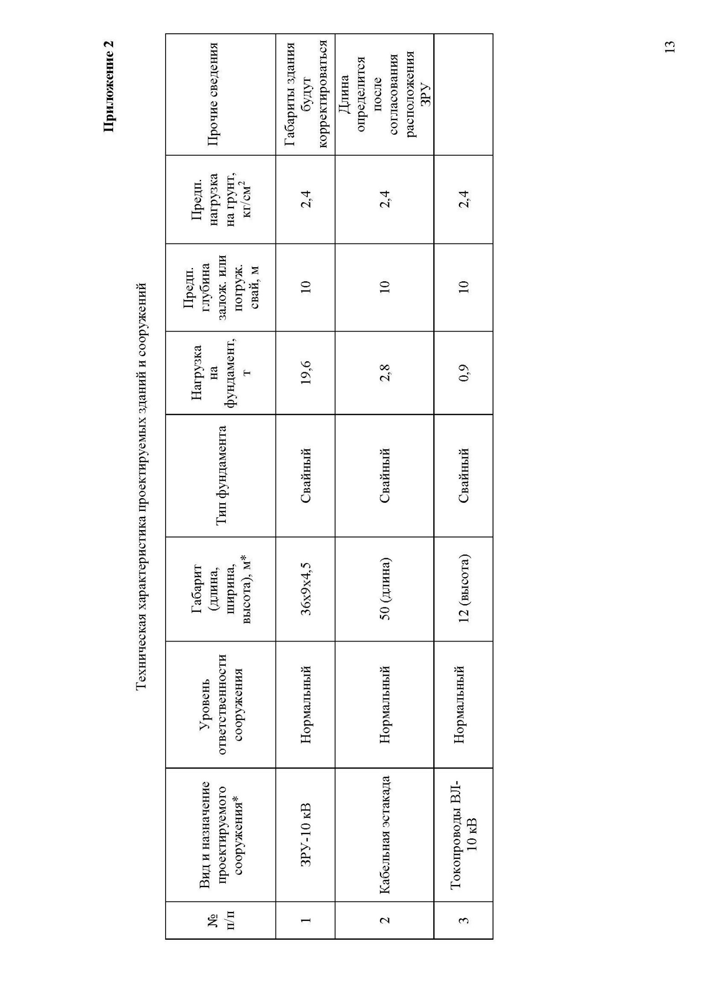 Приложение 2
Техническая характеристика проектируемых зданий и сооружений
№
п/п
Вид и назначение
проектируемого
сооружения*
Уровень
ответственности
сооружения
Габарит
(длина,
ширина,
высота), м*
Тип фундамента
Нагрузка
на
фундамент,
т
Предп.
глубина
залож. или
погруж.
свай, м
Предп.
нагрузка
на грунт,
кг/см2
Прочие сведения
1
ЗРУ-10 кВ
Нормальный
36х9х4,5
Свайный
19,6
10
2,4
Габариты здания
будут
корректироваться
2
Кабельная эстакада
Нормальный
50 (длина)
Свайный
2,8
10
2,4
Длина
определится
после
согласования
расположения
ЗРУ
3
Токопроводы ВЛ-
10 кВ
Нормальный
12 (высота)
Свайный
0,9
10
2,4
13